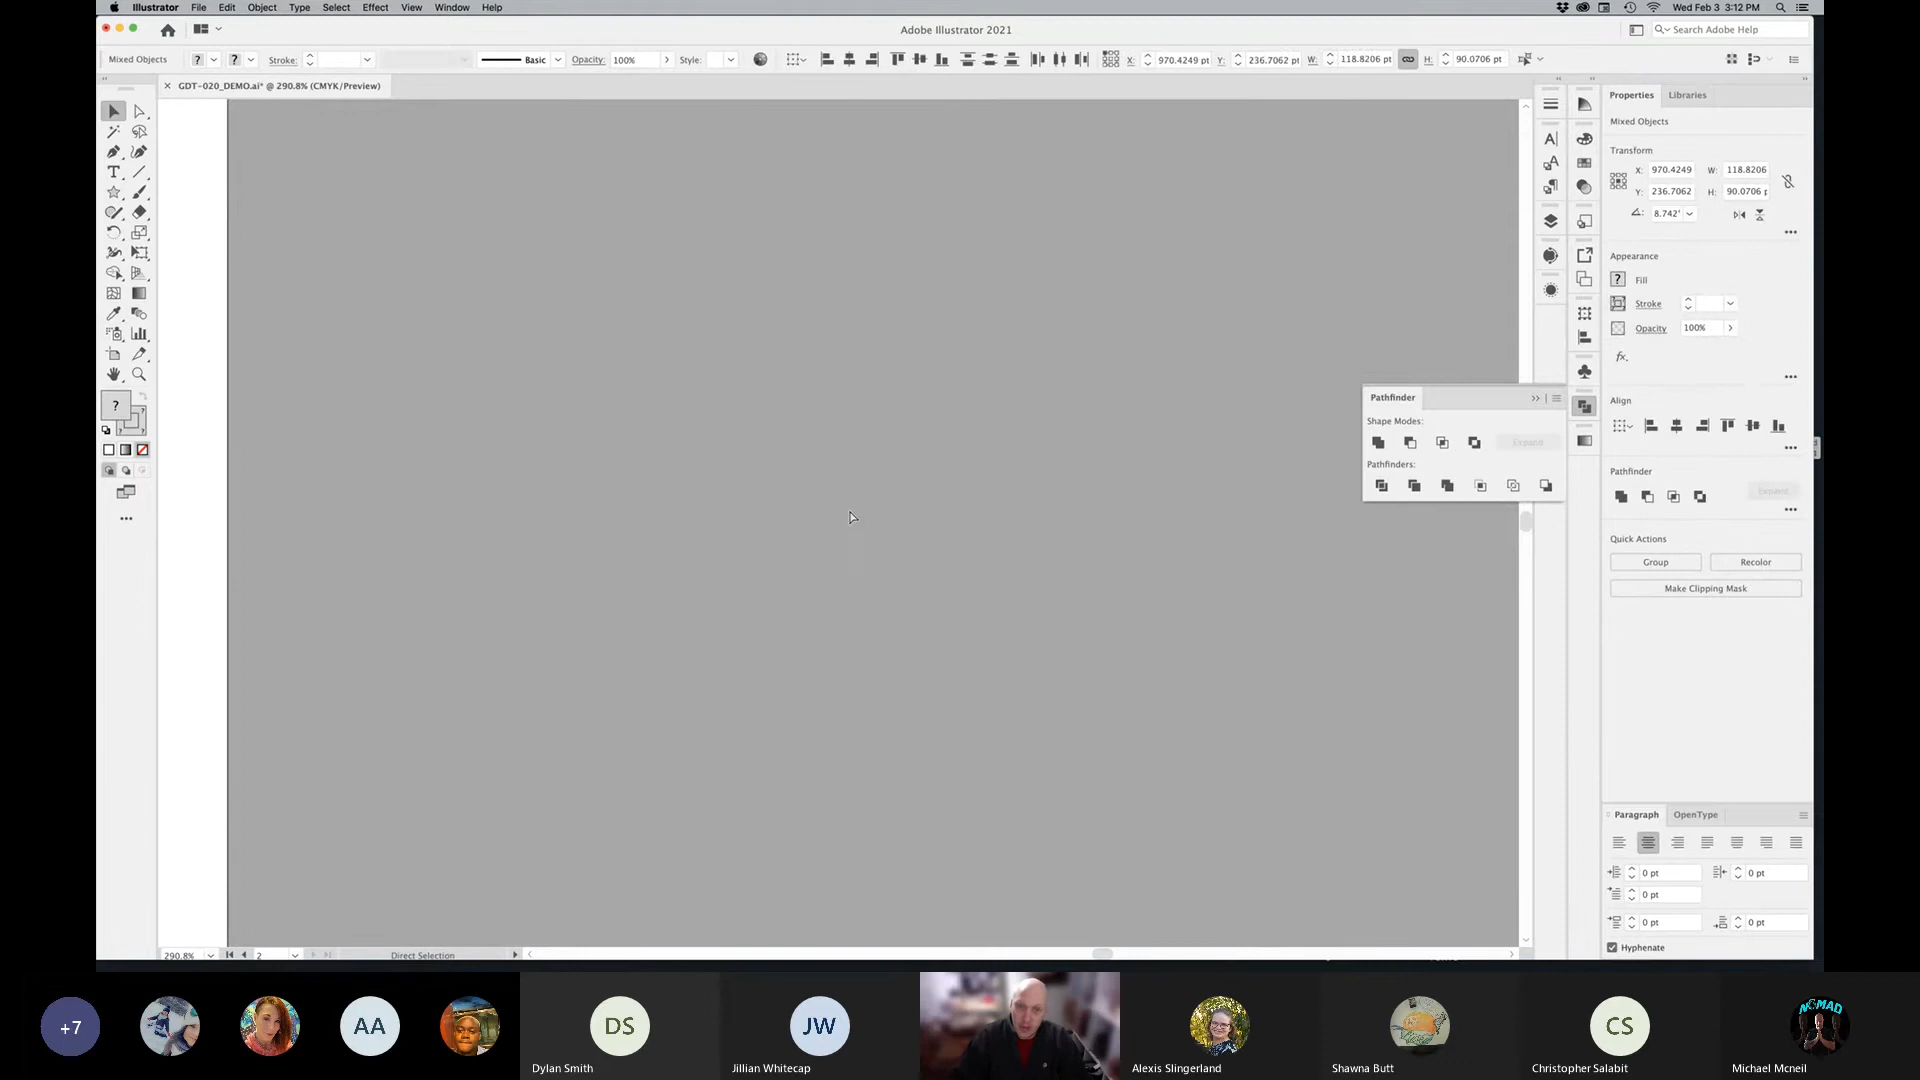 Illustrator File Edit Object Type Select Effect View Window Help
Wed Feb 3 3:12 PM
Adobe Illustrator 2021
Search Adobe Help
Mixed Objects
?
?
Stroke:
Basic
Opacity: 100%
Style:
X: 970.4249 pt
Y: 236.7062 pt
W: 118.8206 pt
H: 90.0706 pt
GDT-020_DEMO.ai* @ 290.8% (CMYK/Preview)
Properties
Libraries
Mixed Objects
Transform
X: 970.4249
W: 118.8206
Y: 236.7062
H: 90.0706 p
8.742°
Appearance
? Fill
Stroke
Opacity 100%
fx.
Pathfinder
Shape Modes:
Expand
Pathfinders:
Align
Pathfinder
Expand
Quick Actions
Group
Recolor
Make Clipping Mask
Paragraph
OpenType
0 pt
0 pt
0 pt
0 pt
0 pt
Hyphenate
290.8%
2
Direct Selection
+7
AA
DS
JW
CS
NOMAD
Dylan Smith
Jillian Whitecap
Alexis Slingerland
Shawna Butt
Christopher Salabit
Michael Mcneil